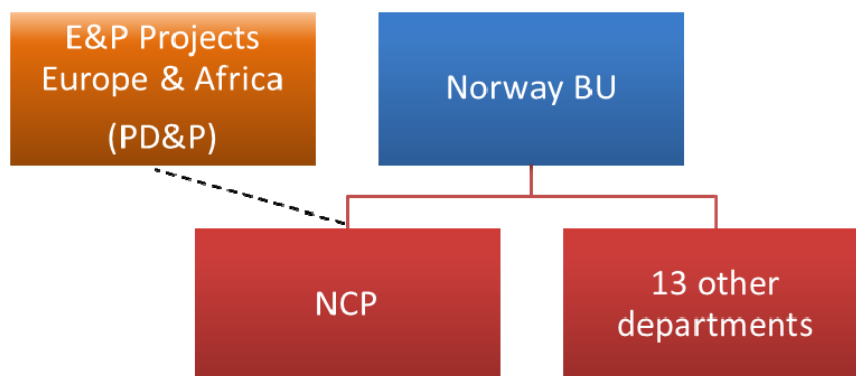 E&P Projects
Europe & Africa
(PD&P)
Norway BU
NCP
13 other
departments